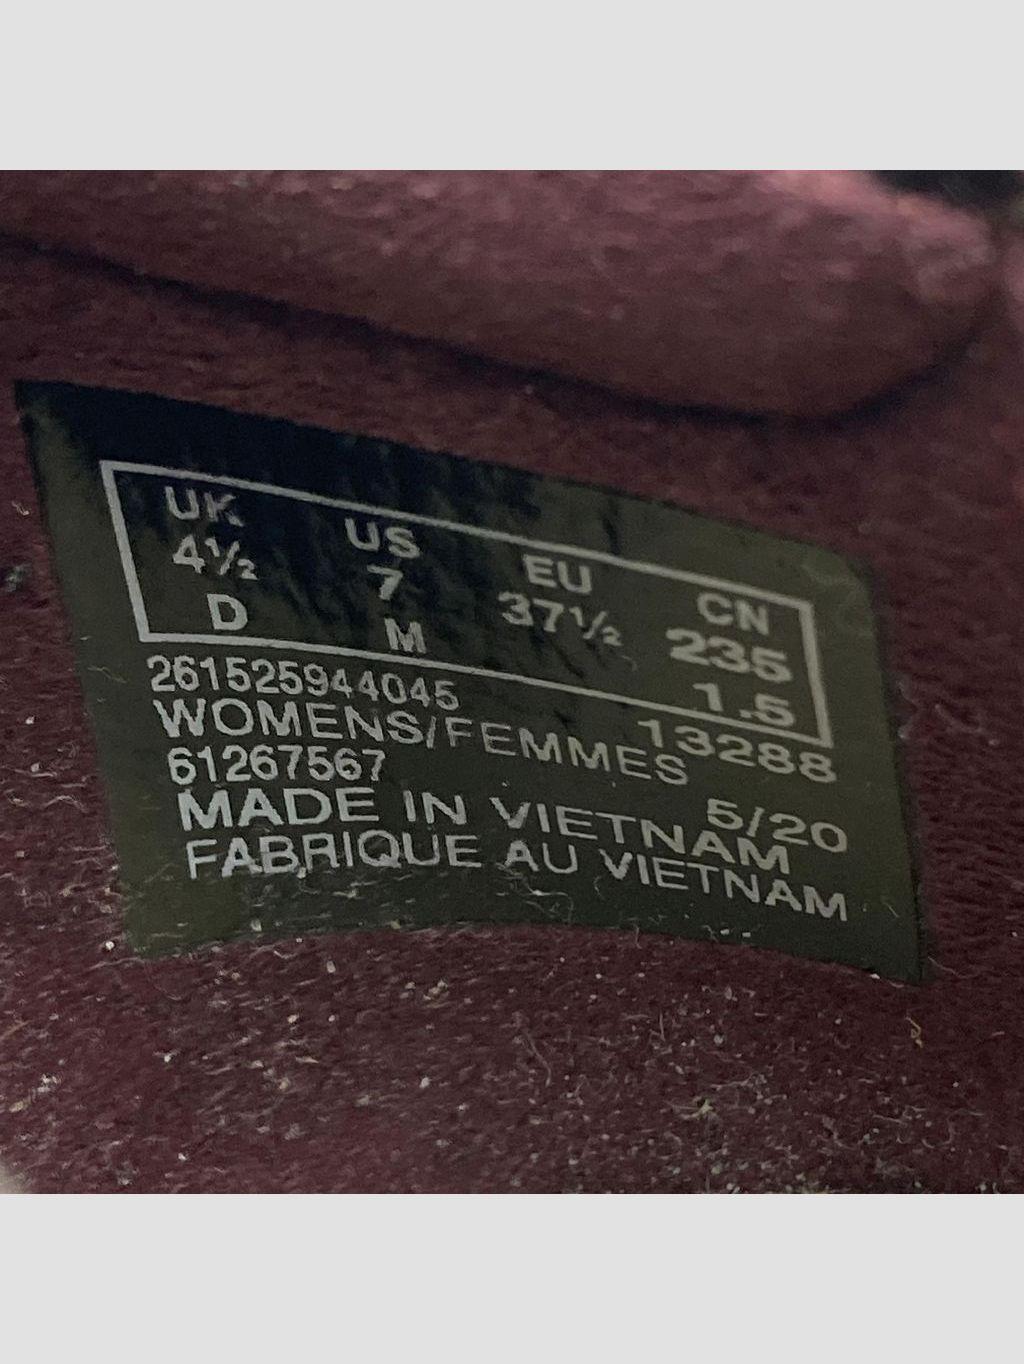 UK US EU CN
4½ 7 37½ 235
D M 1.5
261525944045 13288
WOMENS/FEMMES
61267567 5/20
MADE IN VIETNAM
FABRIQUE AU VIETNAM